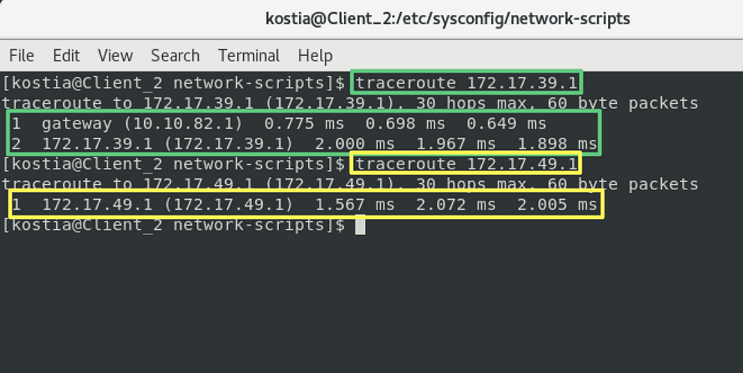 kostia@Client_2:/etc/sysconfig/network-scripts
File Edit View Search Terminal Help
[kostia@Client_2 network-scripts]$ traceroute 172.17.39.1
traceroute to 172.17.39.1 (172.17.39.1), 30 hops max, 60 byte packets
1  gateway (10.10.82.1)  0.775 ms  0.698 ms  0.649 ms
2  172.17.39.1 (172.17.39.1)  2.000 ms  1.967 ms  1.898 ms
[kostia@Client_2 network-scripts]$ traceroute 172.17.49.1
traceroute to 172.17.49.1 (172.17.49.1), 30 hops max, 60 byte packets
1  172.17.49.1 (172.17.49.1)  1.567 ms  2.072 ms  2.005 ms
[kostia@Client_2 network-scripts]$